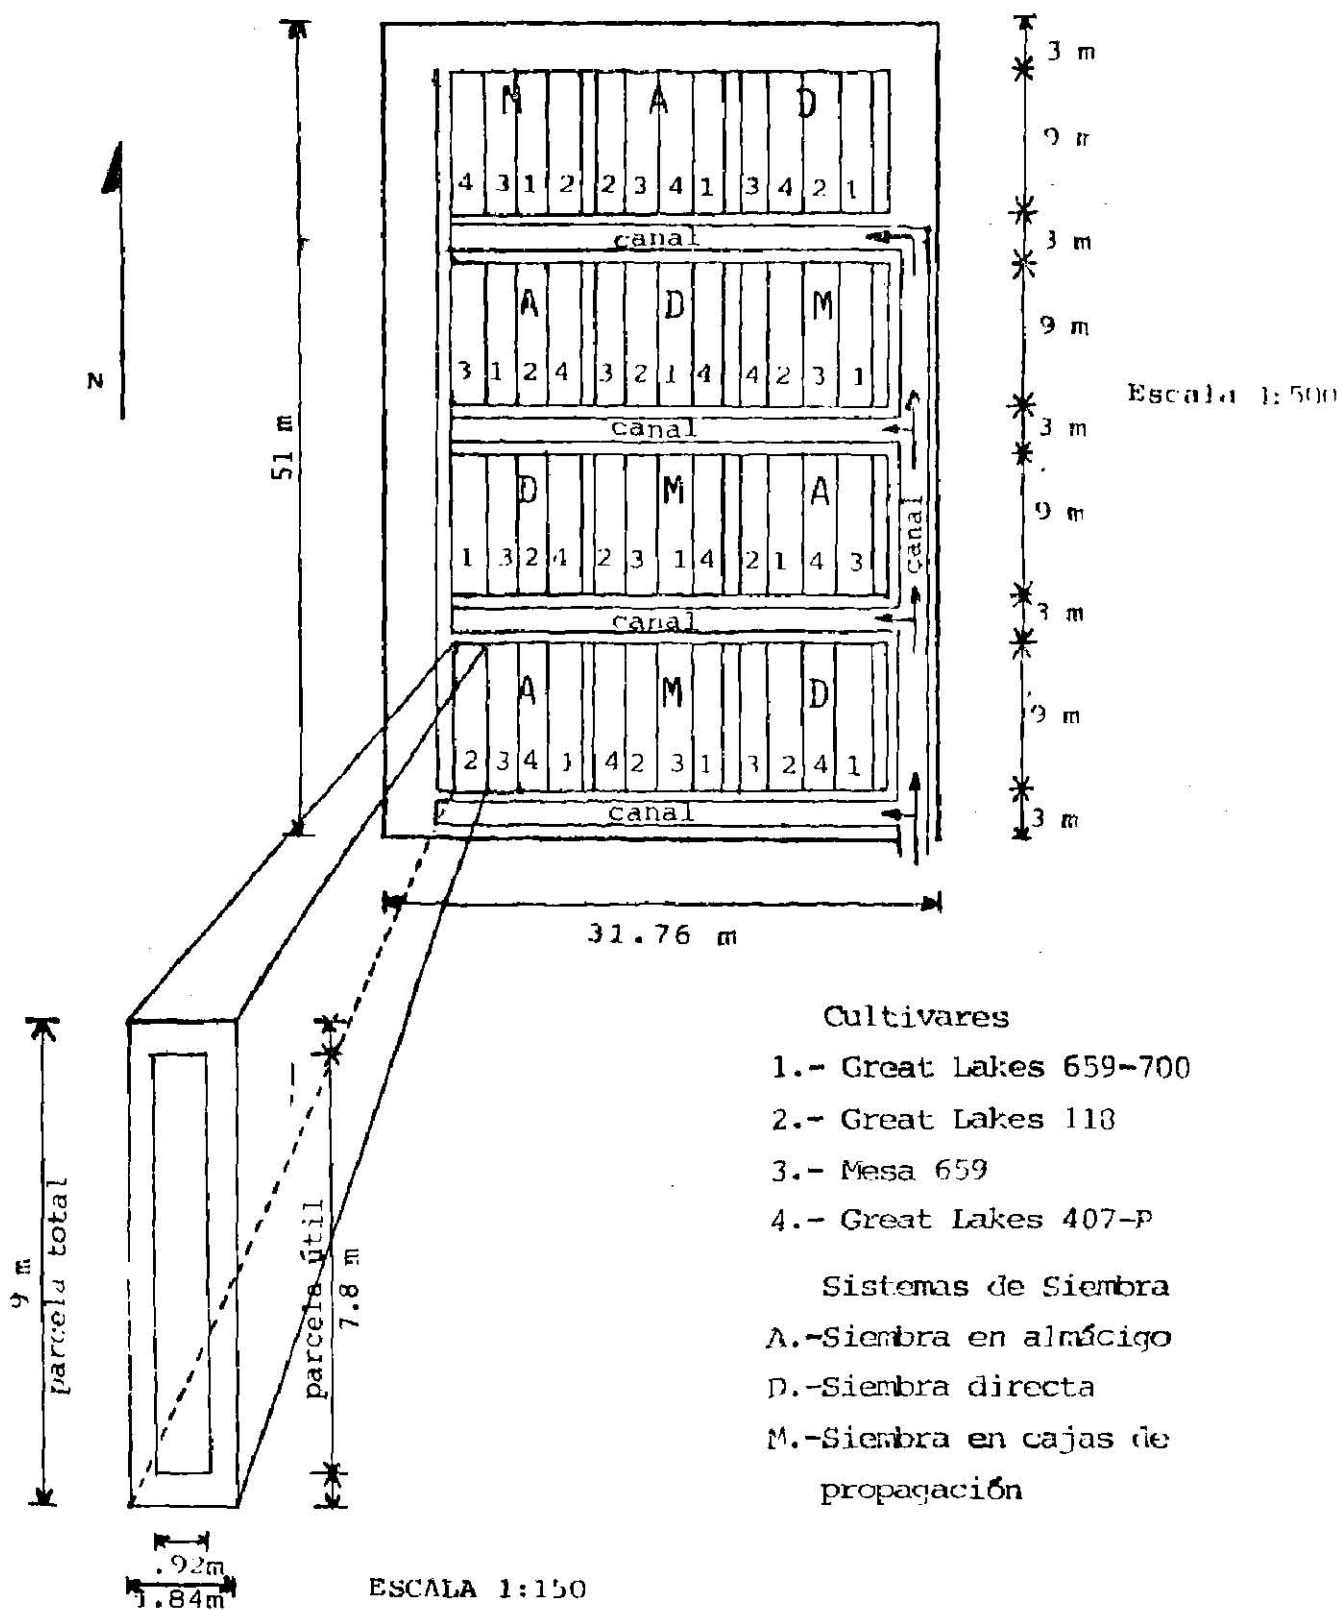 3 m
M A D
9 m
4 3 1 2 2 3 4 1 3 4 2 1
canal
3 m
A D M
9 m
N
3 1 2 4 3 2 1 4 4 2 3 1
Escala 1:500
canal
3 m
51 m
D M A
9 m
canal
1 3 2 4 2 3 1 4 2 1 4 3
canal
3 m
A M D
9 m
2 3 4 1 4 2 3 1 3 2 4 1
canal
3 m
31.76 m
Cultivares
1.- Great Lakes 659-700
2.- Great Lakes 118
3.- Mesa 659
4.- Great Lakes 407-P
Sistemas de Siembra
A.-Siembra en almácigo
D.-Siembra directa
M.-Siembra en cajas de
propagación
9 m
parcela total
parcela útil
7.8 m
.92m
1.84m
ESCALA 1:150